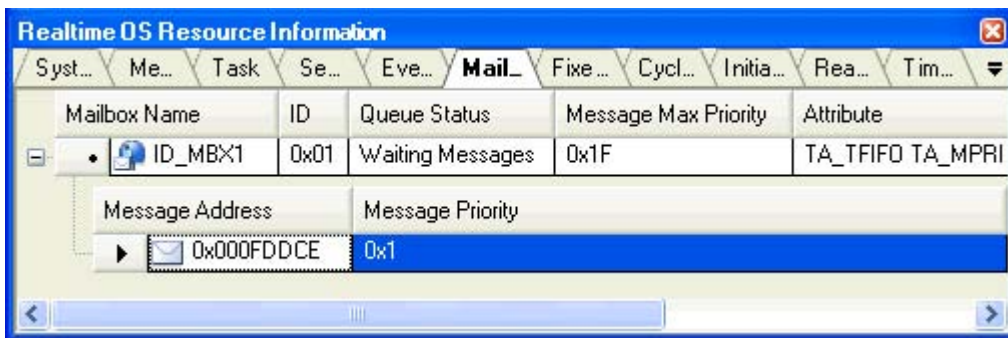 Realtime OS Resource Information
Syst... Me... Task Se... Eve... Mail_ Fixe... Cycl... Initia... Rea... Tim...
Mailbox Name ID Queue Status Message Max Priority Attribute
ID_MBX1 0x01 Waiting Messages 0x1F TA_TFIFO TA_MPRI
Message Address Message Priority
0x000FDDCE 0x1